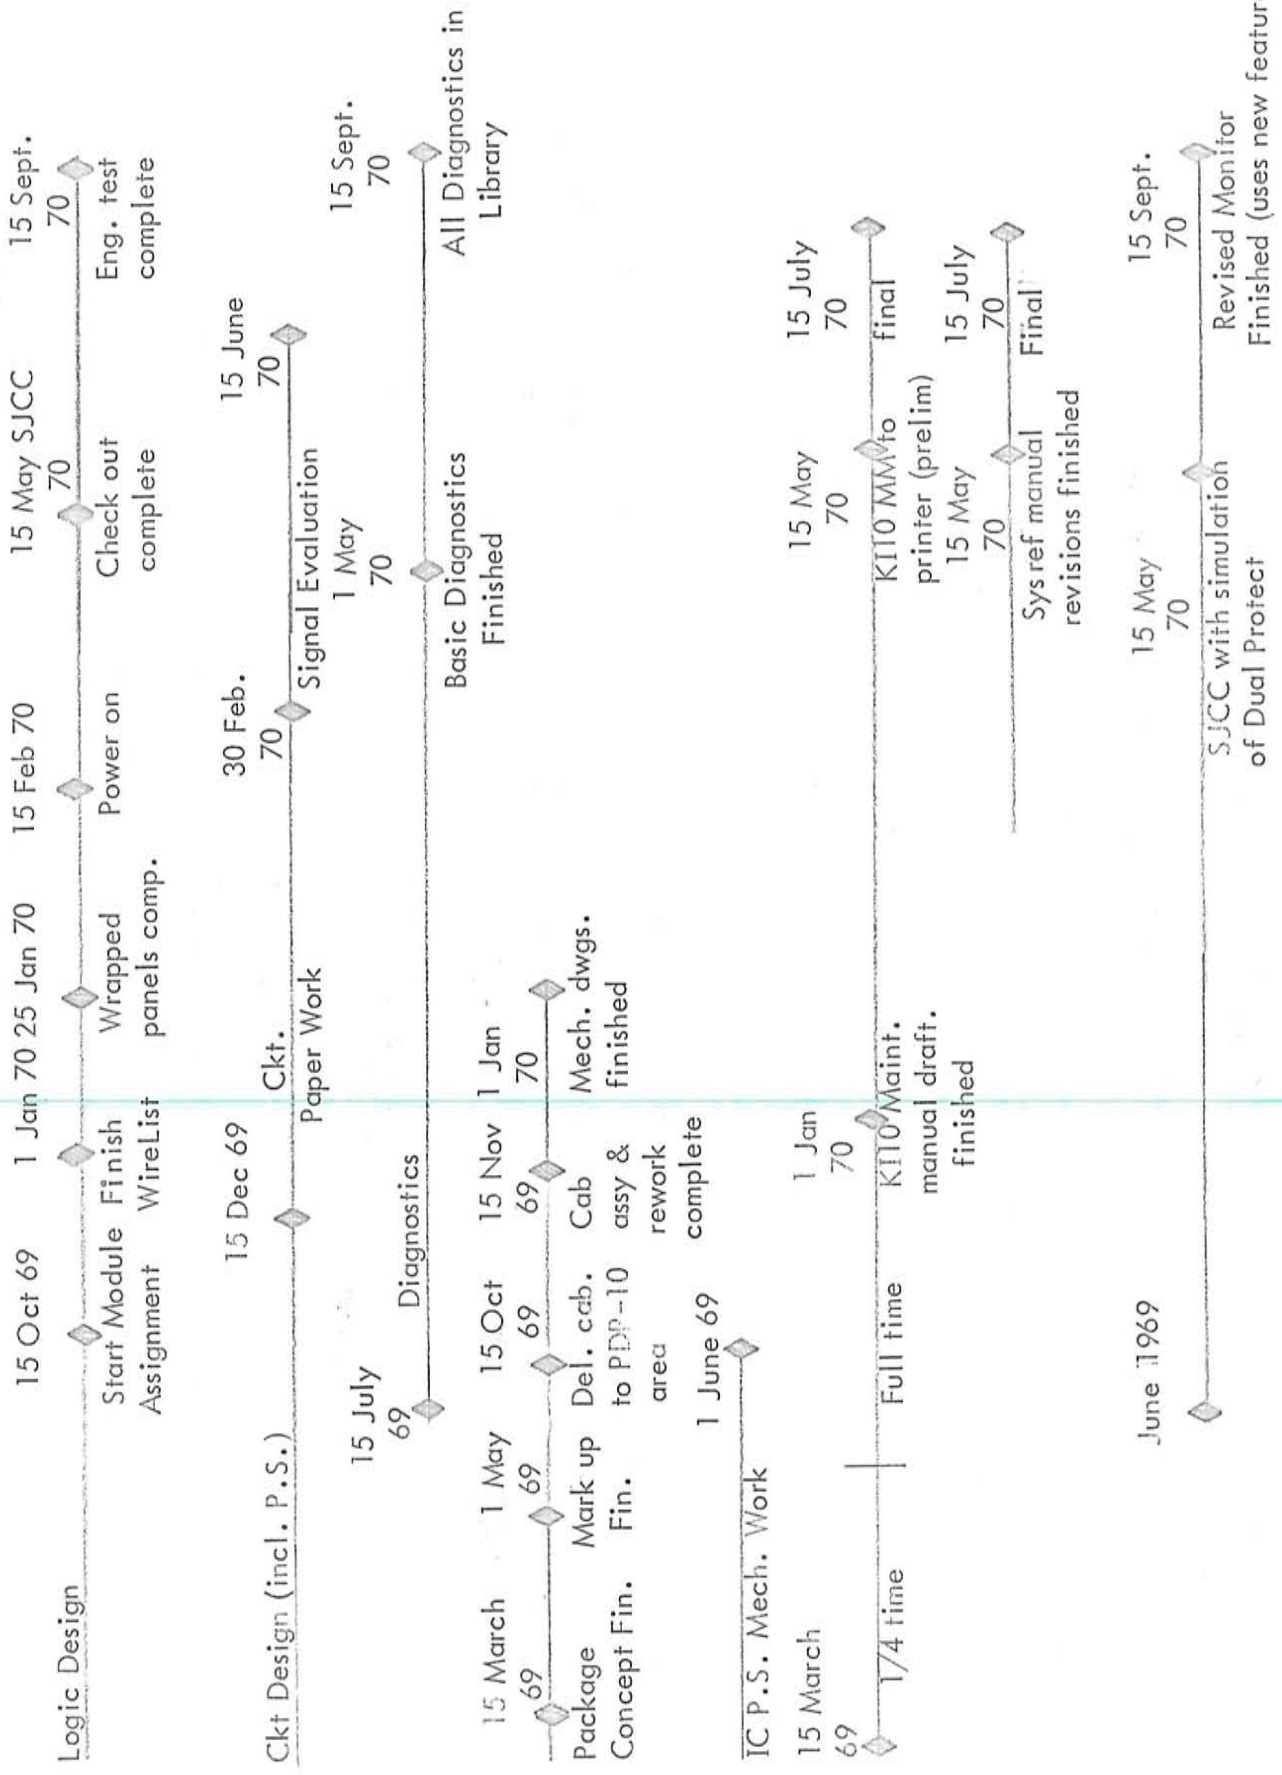 15 Oct 69
1 Jan 70
25 Jan 70
15 Feb 70
15 May SJCC
70
15 Sept.
70
Logic Design
Start Module
Assignment
Finish
WireList
Wrapped
panels comp.
Power on
Check out
complete
Eng. test
complete
15 Dec 69
30 Feb.
70
15 June
70
Ckt Design (incl. P.S.)
Ckt.
Paper Work
Signal Evaluation
15 July
69
1 May
70
15 Sept.
70
Diagnostics
Basic Diagnostics
Finished
All Diagnostics in
Library
15 March
69
1 May
69
15 Oct
69
15 Nov
69
1 Jan
70
Package
Concept Fin.
Mark up
Fin.
Del. cab.
to PDP-10
area
Cab
assy &
rework
complete
Mech. dwgs.
finished
1 June 69
IC P.S. Mech. Work
15 March
69
1 Jan
70
15 May
70
15 July
70
1/4 time
Full time
KI10 Maint.
manual draft.
finished
KI10 MM to
printer (prelim)
final
15 May
70
15 July
70
Sys ref manual
revisions finished
Final
June 1969
15 May
70
15 Sept.
70
SJCC with simulation
of Dual Protect
Revised Monitor
Finished (uses new featur